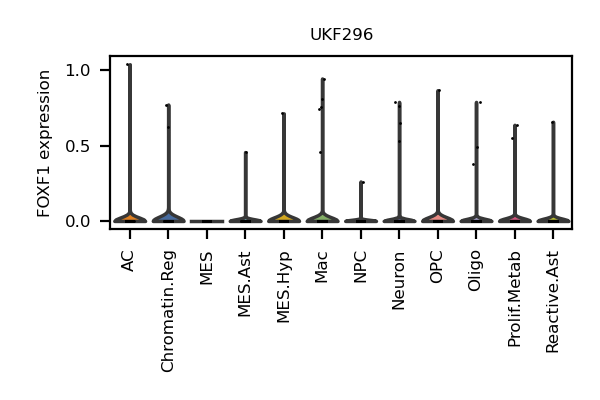 UKF296
FOXF1 expression
1.0
0.5
0.0
AC
Chromatin.Reg
MES
MES.Ast
MES.Hyp
Mac
NPC
Neuron
OPC
Oligo
Prolif.Metab
Reactive.Ast